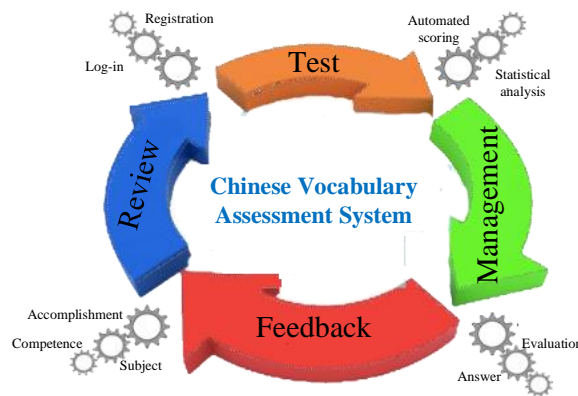 Registration
Log-in
Test
Automated
scoring
Statistical
analysis
Review
Chinese Vocabulary
Assessment System
Management
Accomplishment
Competence
Subject
Feedback
Evaluation
Answer